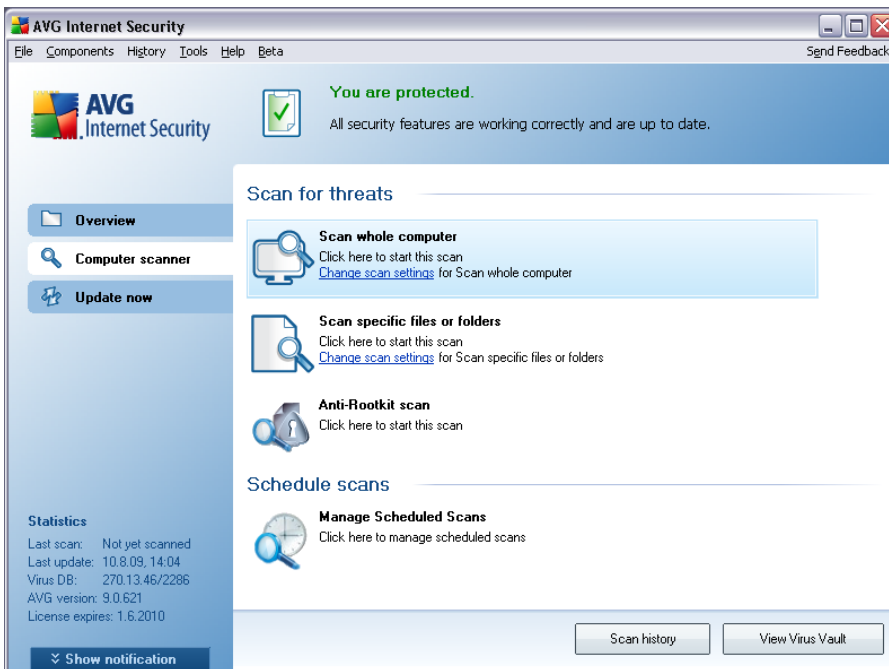 AVG Internet Security
File Components History Tools Help Beta Send Feedback
AVG
Internet Security
You are protected.
All security features are working correctly and are up to date.
Overview
Computer scanner
Update now
Scan for threats
Scan whole computer
Click here to start this scan
Change scan settings for Scan whole computer
Scan specific files or folders
Click here to start this scan
Change scan settings for Scan specific files or folders
Anti-Rootkit scan
Click here to start this scan
Schedule scans
Manage Scheduled Scans
Click here to manage scheduled scans
Statistics
Last scan: Not yet scanned
Last update: 10.8.09, 14:04
Virus DB: 270.13.46/2286
AVG version: 9.0.621
License expires: 1.6.2010
Show notification
Scan history
View Virus Vault